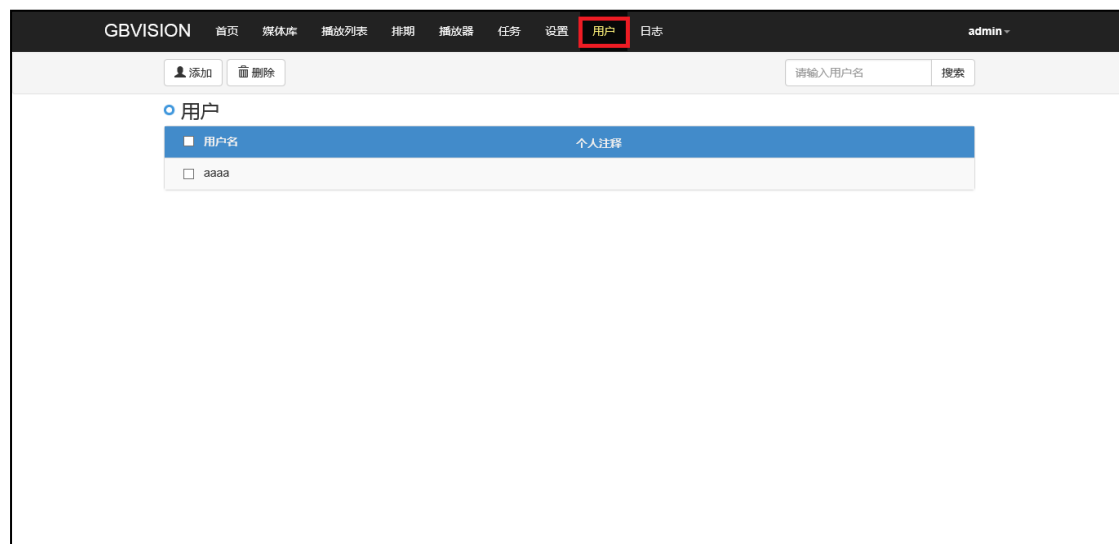 GBVISION 首页 媒体库 播放列表 排期 播放器 任务 设置 用户 日志 admin
添加 删除 请输入用户名 搜索
用户
用户名 个人注释
aaaa